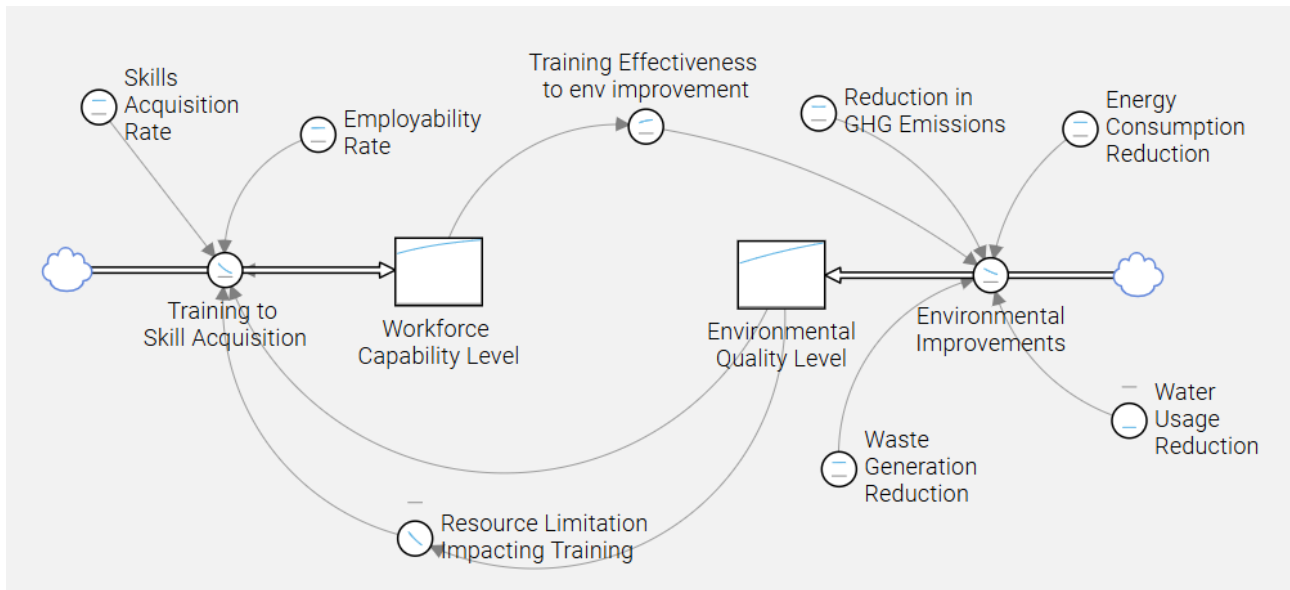 Skills
Acquisition
Rate
Employability
Rate
Training Effectiveness
to env improvement
Reduction in
GHG Emissions
Energy
Consumption
Reduction
Training to
Skill Acquisition
Workforce
Capability Level
Environmental
Quality Level
Environmental
Improvements
Water
Usage
Reduction
Waste
Generation
Reduction
Resource Limitation
Impacting Training